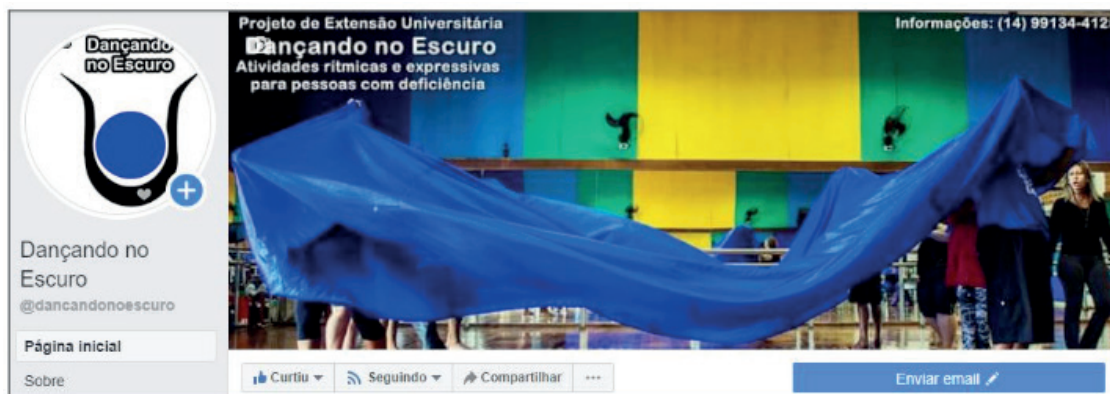 Dançando
no Escuro
Projeto de Extensão Universitária
Dançando no Escuro
Atividades rítmicas e expressivas
para pessoas com deficiência
Informações: (14) 99134-412
Dançando no
Escuro
@dancandonoescuro
Página inicial
Sobre
Curtiu
Seguindo
Compartilhar
Enviar email